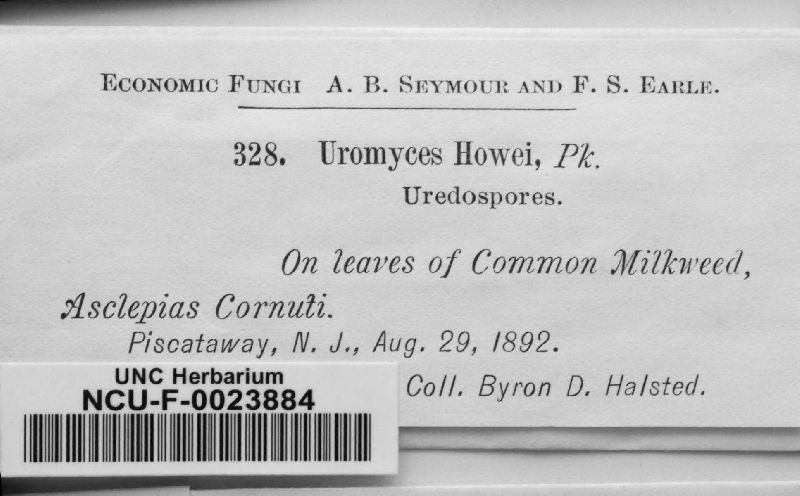 Economic Fungi A. B. Seymour and F. S. Earle.
328. Uromyces Howei, Pk.
Uredospores.
On leaves of Common Milkweed,
Asclepias Cornuti.
Piscataway, N. J., Aug. 29, 1892.
Coll. Byron D. Halsted.
UNC Herbarium
NCU-F-0023884